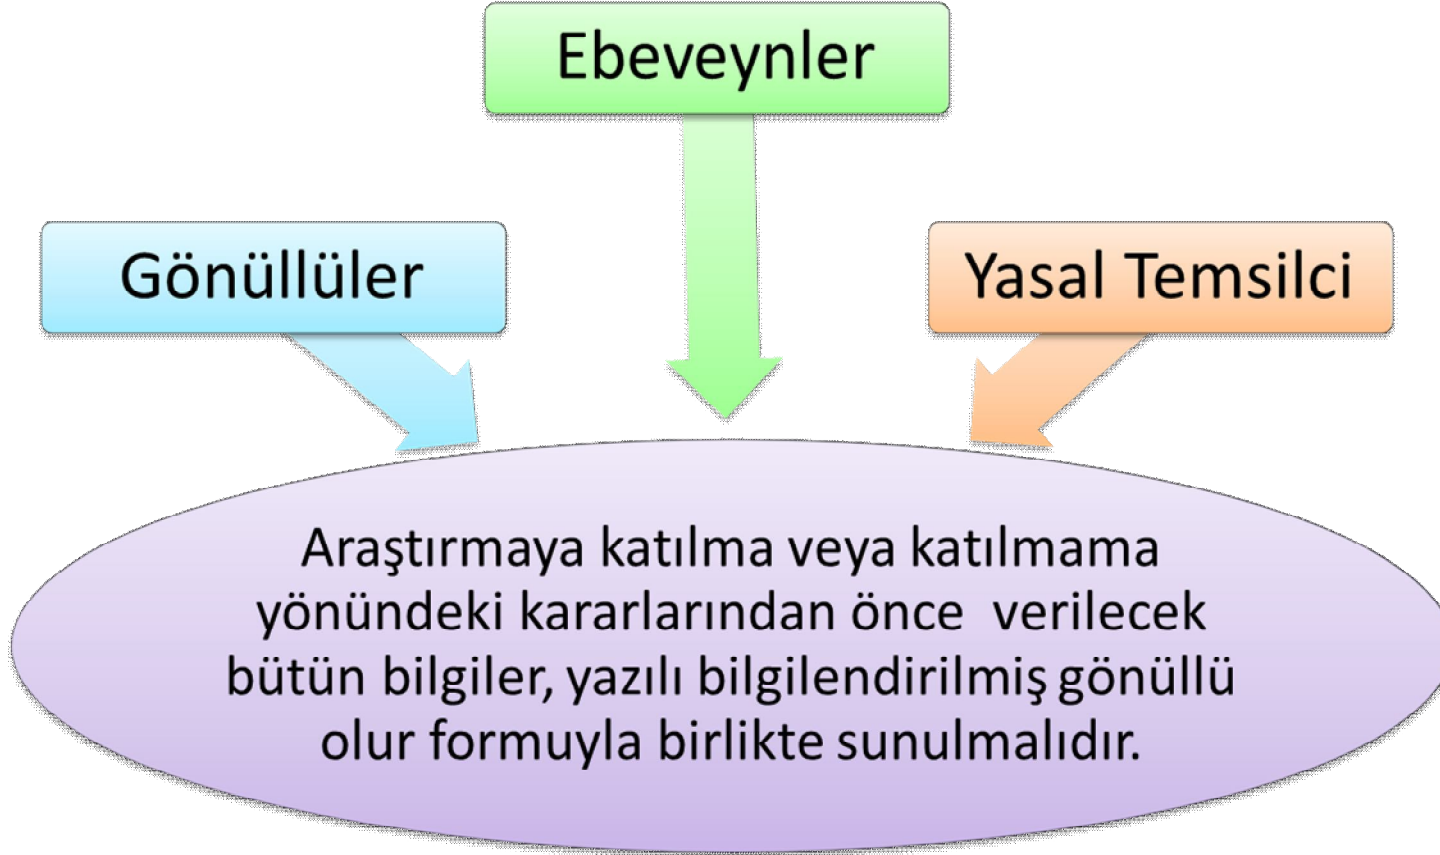 Ebeveynler
Gönüllüler
Yasal Temsilci
Araştırmaya katılma veya katılmama
yönündeki kararlarından önce verilecek
bütün bilgiler, yazılı bilgilendirilmiş gönüllü
olur formuyla birlikte sunulmalıdır.